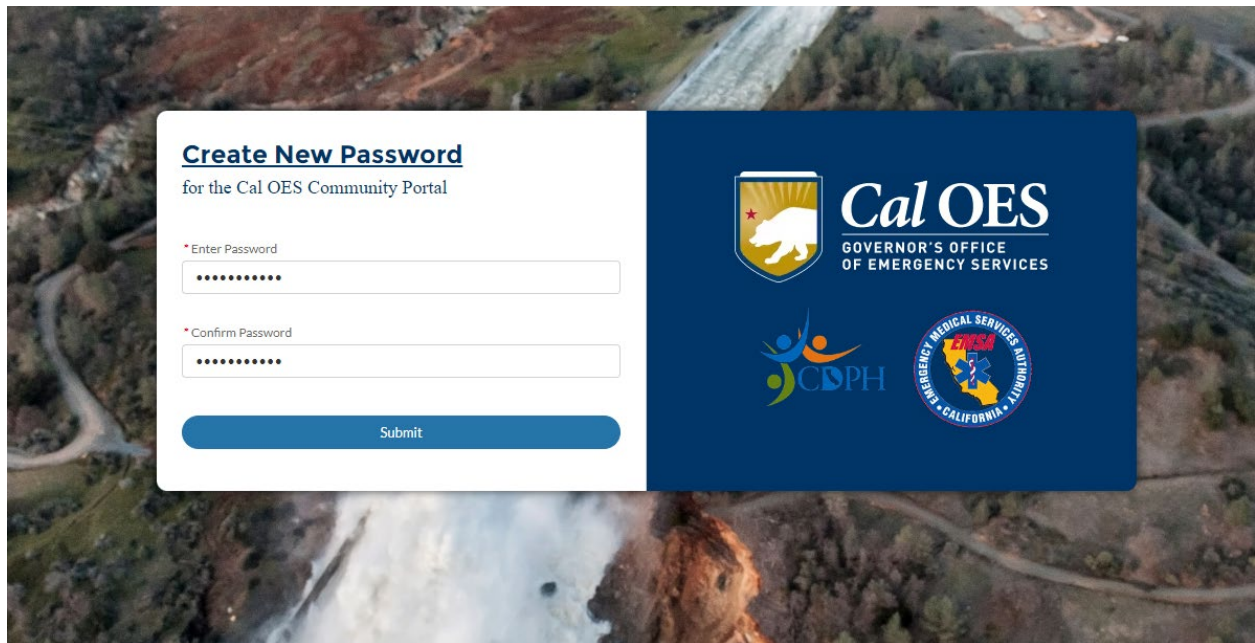 Create New Password
for the Cal OES Community Portal
* Enter Password
•••••••••••
* Confirm Password
•••••••••••
Submit
Cal OES
GOVERNOR'S OFFICE
OF EMERGENCY SERVICES
CDPH
EMERGENCY MEDICAL SERVICES AUTHORITY
EMSA
• CALIFORNIA •